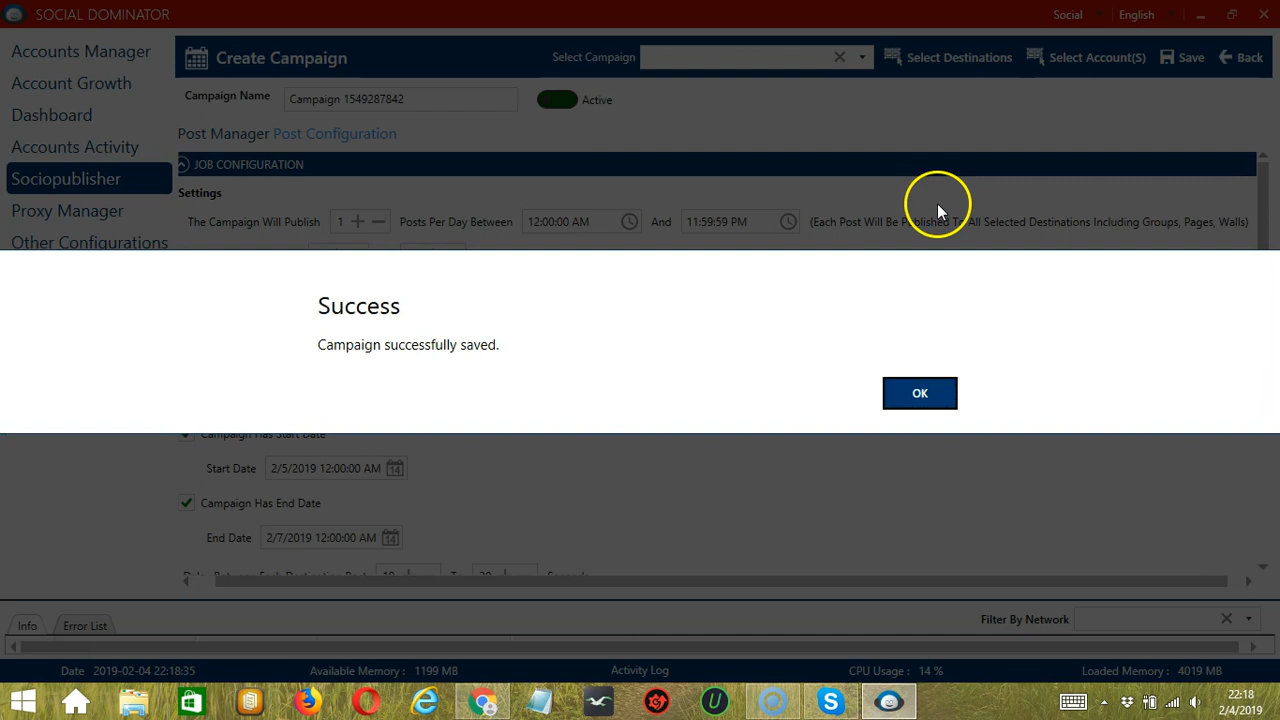 SOCIAL DOMINATOR
Social English
Accounts Manager
Account Growth
Dashboard
Accounts Activity
Sociopublisher
Proxy Manager
Other Configurations
Create Campaign
Select Campaign Select Destinations Select Account(S) Save Back
Campaign Name Campaign 1549287842 Active
Post Manager Post Configuration
JOB CONFIGURATION
Settings
The Campaign Will Publish 1 Posts Per Day Between 12:00:00 AM And 11:59:59 PM (Each Post Will Be Published To All Selected Destinations Including Groups, Pages, Walls)
Success
Campaign successfully saved.
OK
Campaign Has Start Date
Start Date 2/5/2019 12:00:00 AM 14
Campaign Has End Date
End Date 2/7/2019 12:00:00 AM 14
Info Error List
Filter By Network
Date 2019-02-04 22:18:35 Available Memory : 1199 MB Activity Log CPU Usage : 14 % Loaded Memory : 4019 MB
22:18
2/4/2019